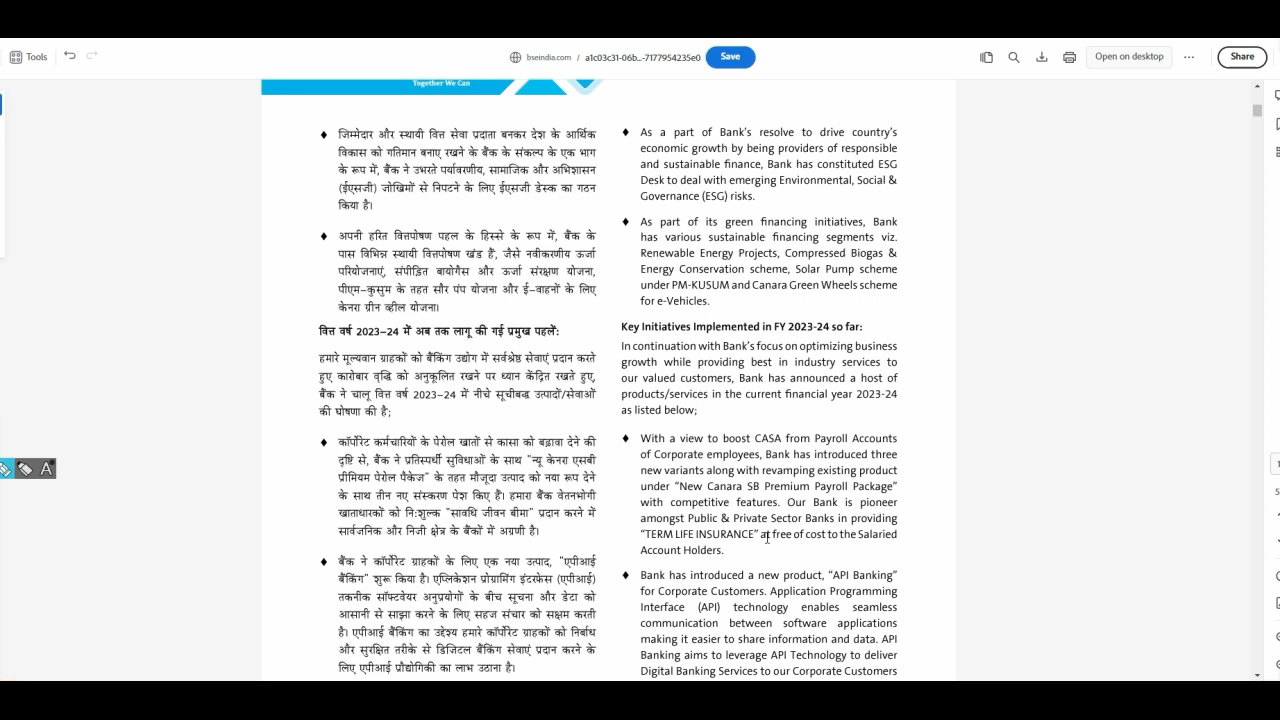 Tools
bseindia.com / a1c03c31-06b...-7177954235e0
Save
Open on desktop
Share
Together We Can
जिम्मेदार और स्थायी वित्त सेवा प्रदाता बनकर देश के आर्थिक
विकास को गतिमान बनाए रखने के बैंक के संकल्प के एक भाग
के रूप में, बैंक ने उभरते पर्यावरणीय, सामाजिक और अभिशासन
(ईएसजी) जोखिमों से निपटने के लिए ईएसजी डेस्क का गठन
किया है।
अपनी हरित वित्तपोषण पहल के हिस्से के रूप में, बैंक के
पास विभिन्न स्थायी वित्तपोषण खंड हैं, जैसे नवीकरणीय ऊर्जा
परियोजनाएं, संपीड़ित बायोगैस और ऊर्जा संरक्षण योजना,
पीएम-कुसुम के तहत सौर पंप योजना और ई-वाहनों के लिए
केनरा ग्रीन व्हील योजना।
वित्त वर्ष 2023-24 में अब तक लागू की गई प्रमुख पहलें:
हमारे मूल्यवान ग्राहकों को बैंकिंग उद्योग में सर्वश्रेष्ठ सेवाएं प्रदान करते
हुए कारोबार वृद्धि को अनुकूलित रखने पर ध्यान केंद्रित रखते हुए,
बैंक ने चालू वित्त वर्ष 2023-24 में नीचे सूचीबद्ध उत्पादों/सेवाओं
की घोषणा की है;
कॉर्पोरेट कर्मचारियों के पेरोल खातों से कासा को बढ़ावा देने की
दृष्टि से, बैंक ने प्रतिस्पर्धी सुविधाओं के साथ "न्यू केनरा एसबी
प्रीमियम पेरोल पैकेज" के तहत मौजूदा उत्पाद को नया रूप देने
के साथ तीन नए संस्करण पेश किए हैं। हमारा बैंक वेतनभोगी
खाताधारकों को नि:शुल्क "सावधि जीवन बीमा" प्रदान करने में
सार्वजनिक और निजी क्षेत्र के बैंकों में अग्रणी है।
बैंक ने कॉर्पोरेट ग्राहकों के लिए एक नया उत्पाद, "एपीआई
बैंकिंग" शुरू किया है। एप्लिकेशन प्रोग्रामिंग इंटरफेस (एपीआई)
तकनीक सॉफ्टवेयर अनुप्रयोगों के बीच सूचना और डेटा को
आसानी से साझा करने के लिए सहज संचार को सक्षम करती
है। एपीआई बैंकिंग का उद्देश्य हमारे कॉर्पोरेट ग्राहकों को निर्बाध
और सुरक्षित तरीके से डिजिटल बैंकिंग सेवाएं प्रदान करने के
लिए एपीआई प्रौद्योगिकी का लाभ उठाना है।
As a part of Bank's resolve to drive country's
economic growth by being providers of responsible
and sustainable finance, Bank has constituted ESG
Desk to deal with emerging Environmental, Social &
Governance (ESG) risks.
As part of its green financing initiatives, Bank
has various sustainable financing segments viz.
Renewable Energy Projects, Compressed Biogas &
Energy Conservation scheme, Solar Pump scheme
under PM-KUSUM and Canara Green Wheels scheme
for e-Vehicles.
Key Initiatives Implemented in FY 2023-24 so far:
In continuation with Bank's focus on optimizing business
growth while providing best in industry services to
our valued customers, Bank has announced a host of
products/services in the current financial year 2023-24
as listed below;
With a view to boost CASA from Payroll Accounts
of Corporate employees, Bank has introduced three
new variants along with revamping existing product
under "New Canara SB Premium Payroll Package"
with competitive features. Our Bank is pioneer
amongst Public & Private Sector Banks in providing
"TERM LIFE INSURANCE" at free of cost to the Salaried
Account Holders.
Bank has introduced a new product, "API Banking"
for Corporate Customers. Application Programming
Interface (API) technology enables seamless
communication between software applications
making it easier to share information and data. API
Banking aims to leverage API Technology to deliver
Digital Banking Services to our Corporate Customers